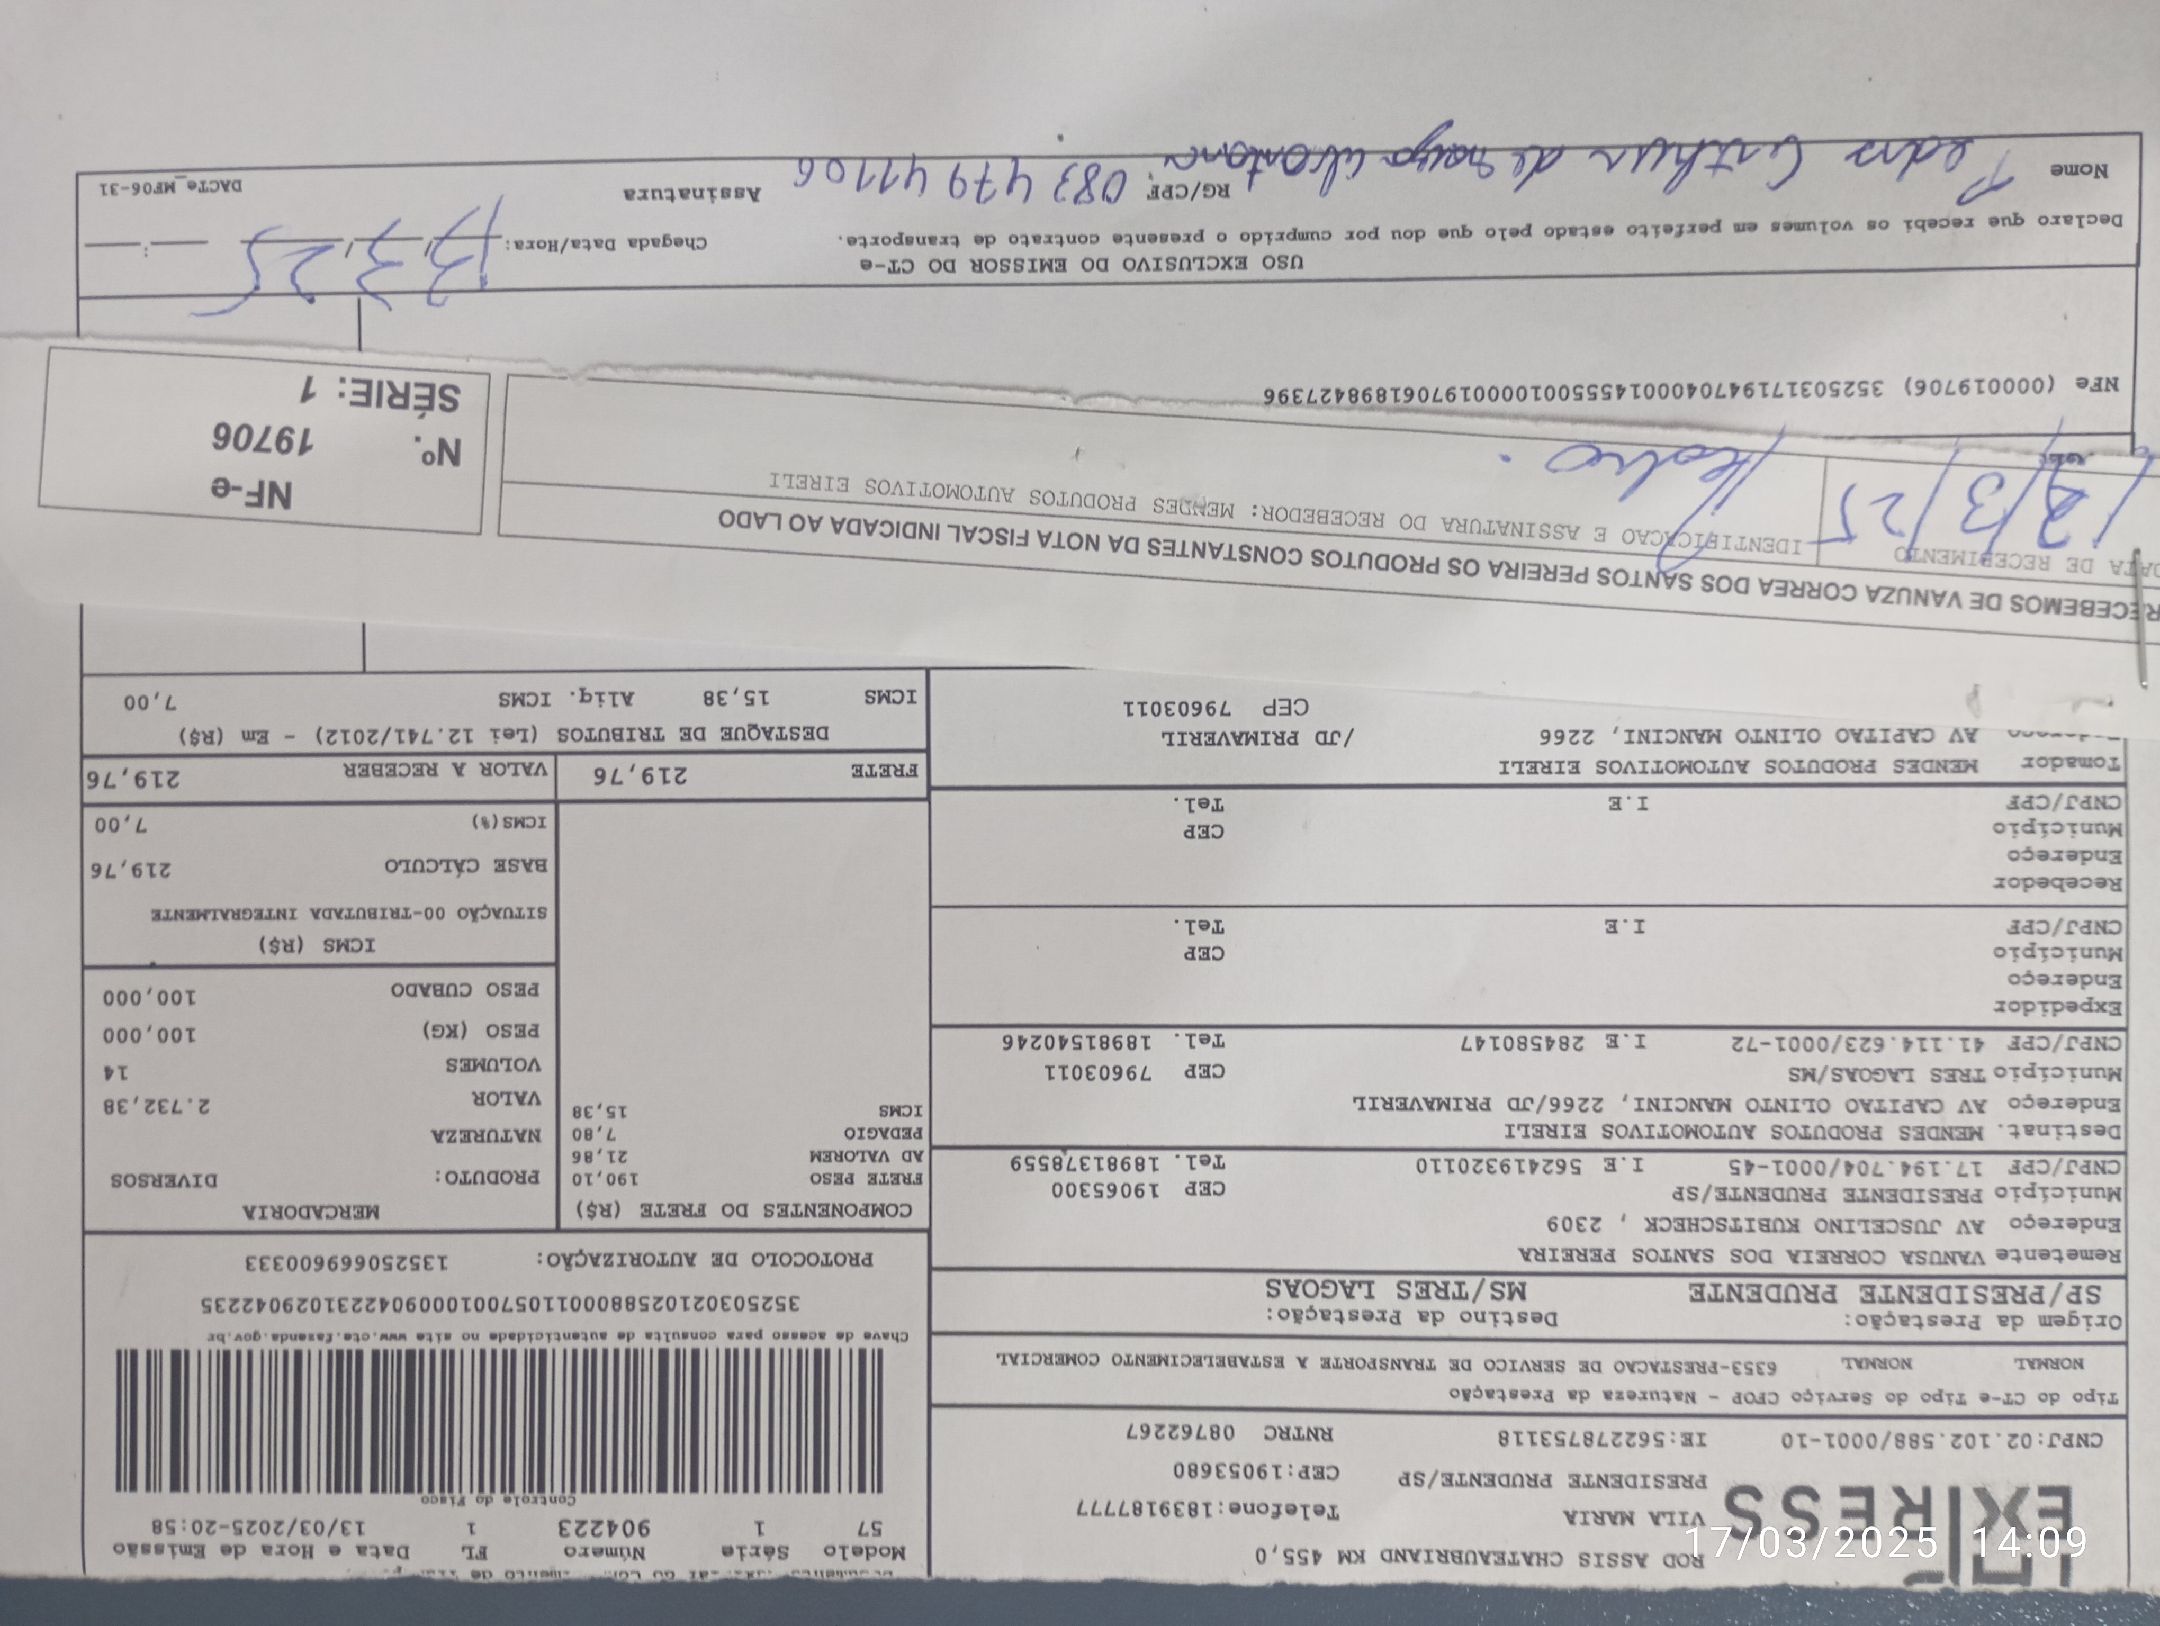 EXPRESS
ROD ASSIS CHATEAUBRIAND KM 455,0
VILA MARIA Telefone:1839187777
PRESIDENTE PRUDENTE/SP CEP:19053680
CNPJ:02.102.588/0001-10 IE:562278753118 RNTRC 08762267
Tipo do CT-e Tipo do Serviço CFOP - Natureza da Prestação
NORMAL NORMAL 6353-PRESTACAO DE SERVICO DE TRANSPORTE A ESTABELECIMENTO COMERCIAL
Origem da Prestação: Destino da Prestação:
SP/PRESIDENTE PRUDENTE MS/TRES LAGOAS
Remetente VANUSA CORREIA DOS SANTOS PEREIRA
Endereço AV JUSCELINO KUBITSCHECK , 2309
Município PRESIDENTE PRUDENTE/SP CEP 19065300
CNPJ/CPF 17.194.704/0001-45 I.E 562419320110 Tel. 18981378559
Destinat. MENDES PRODUTOS AUTOMOTIVOS EIRELI
Endereço AV CAPITAO OLINTO MANCINI, 2266/JD PRIMAVERIL
Município TRES LAGOAS/MS CEP 79603011
CNPJ/CPF 41.114.623/0001-72 I.E 284580147 Tel. 18981540246
Expedidor
Endereço
Município CEP
CNPJ/CPF I.E Tel.
Recebedor
Endereço
Município CEP
CNPJ/CPF I.E Tel.
Tomador MENDES PRODUTOS AUTOMOTIVOS EIRELI
Endereço AV CAPITAO OLINTO MANCINI, 2266 /JD PRIMAVERIL
CEP 79603011
Modelo Série Número FL Data e Hora de Emissão
57 1 904223 1 13/03/2025-20:58
Controle do Fisco
Chave de acesso para consulta de autenticidade no site www.cte.fazenda.gov.br
35250302102588000110570010009042231029042235
PROTOCOLO DE AUTORIZAÇÃO: 135250669600333
COMPONENTES DO FRETE (R$)
FRETE PESO 190,10
AD VALOREM 21,86
PEDAGIO 7,80
ICMS 15,38
MERCADORIA
PRODUTO: DIVERSOS
NATUREZA
VALOR 2.732,38
VOLUMES 14
PESO (KG) 100,000
PESO CUBADO 100,000
ICMS (R$)
SITUAÇÃO 00-TRIBUTADA INTEGRALMENTE
BASE CÁLCULO 219,76
ICMS(%) 7,00
FRETE 219,76 VALOR A RECEBER 219,76
DESTAQUE DE TRIBUTOS (Lei 12.741/2012) - Em (R$)
ICMS 15,38 Aliq. ICMS 7,00
RECEBEMOS DE VANUZA CORREA DOS SANTOS PEREIRA OS PRODUTOS CONSTANTES DA NOTA FISCAL INDICADA AO LADO
DATA DE RECEBIMENTO IDENTIFICACAO E ASSINATURA DO RECEBEDOR: MENDES PRODUTOS AUTOMOTIVOS EIRELI
/3/25 Pedro
NF-e
Nº. 19706
SÉRIE: 1
NFe (000019706) 35250317194704000145550010000197061898427396
USO EXCLUSIVO DO EMISSOR DO CT-e
Declaro que recebi os volumes em perfeito estado pelo que dou por cumprido o presente contrato de transporte. Chegada Data/Hora: 3, 25 :
Nome Pedro de RG/CPF 083 479 411 06 Assinatura
DACTe_MF06-31
17/03/2025 14:09